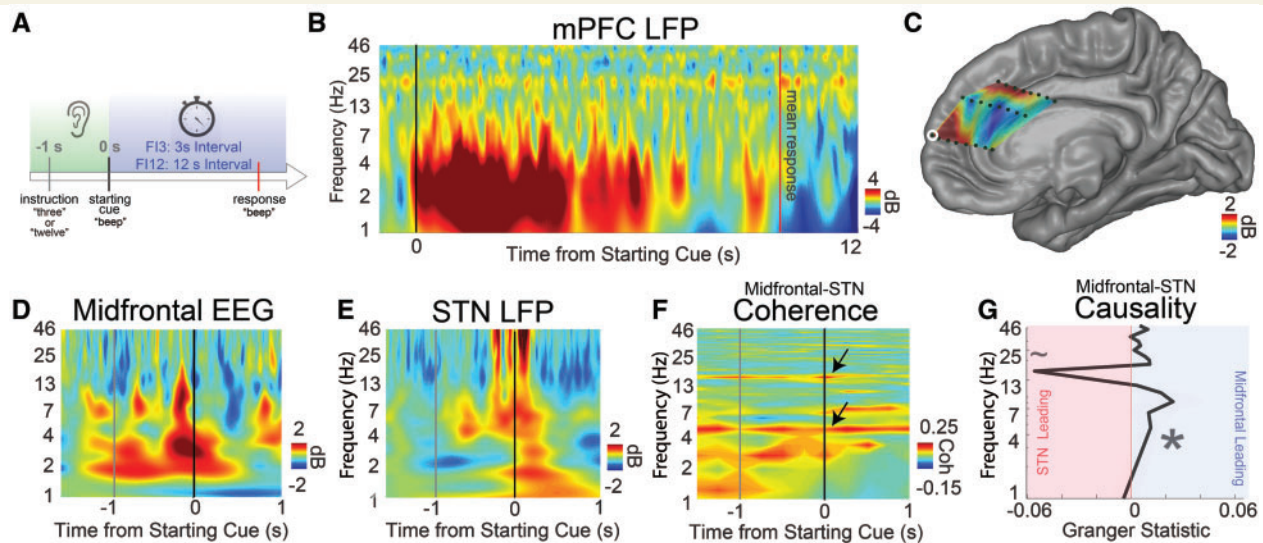 A
-1 s
0 s
FI3: 3s Interval
FI12: 12 s Interval
instruction
"three"
or
"twelve"
starting
cue
"beep"
response
"beep"
B
mPFC LFP
46
25
13
7
4
2
1
Frequency (Hz)
mean response
0
12
Time from Starting Cue (s)
4
dB
-4
C
2
dB
-2
D
Midfrontal EEG
46
25
13
7
4
2
1
Frequency (Hz)
-1
0
1
Time from Starting Cue (s)
2
dB
-2
E
STN LFP
46
25
13
7
4
2
1
Frequency (Hz)
-1
0
1
Time from Starting Cue (s)
2
dB
-2
F
Midfrontal-STN
Coherence
46
25
13
7
4
2
1
Frequency (Hz)
-1
0
1
Time from Starting Cue (s)
0.25
Coh
-0.15
G
Midfrontal-STN
Causality
46
25
13
7
4
1
Frequency (Hz)
~
STN Leading
Midfrontal Leading
*
-0.06
0
0.06
Granger Statistic